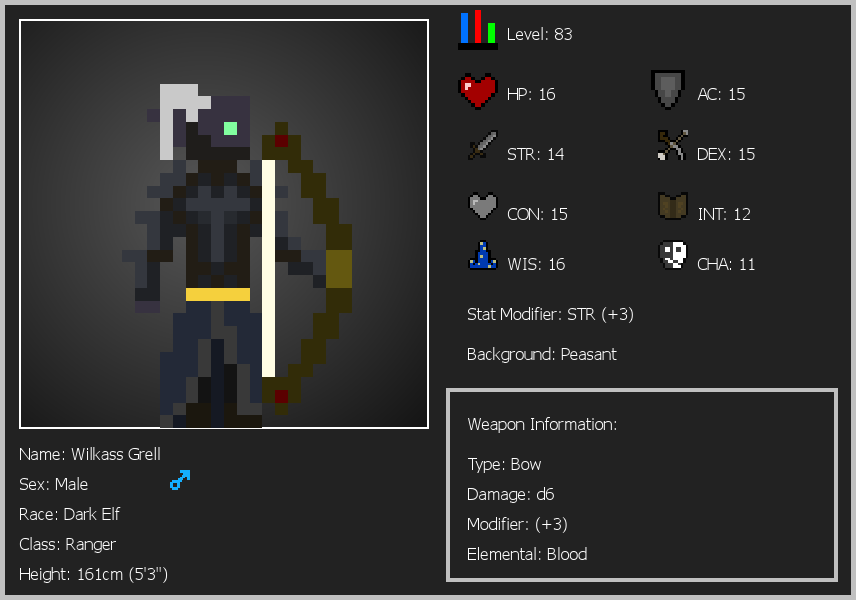 Level: 83
HP: 16
AC: 15
STR: 14
DEX: 15
CON: 15
INT: 12
WIS: 16
CHA: 11
Stat Modifier: STR (+3)
Background: Peasant
Weapon Information:
Type: Bow
Damage: d6
Modifier: (+3)
Elemental: Blood
Name: Wilkass Grell
Sex: Male
Race: Dark Elf
Class: Ranger
Height: 161cm (5'3")